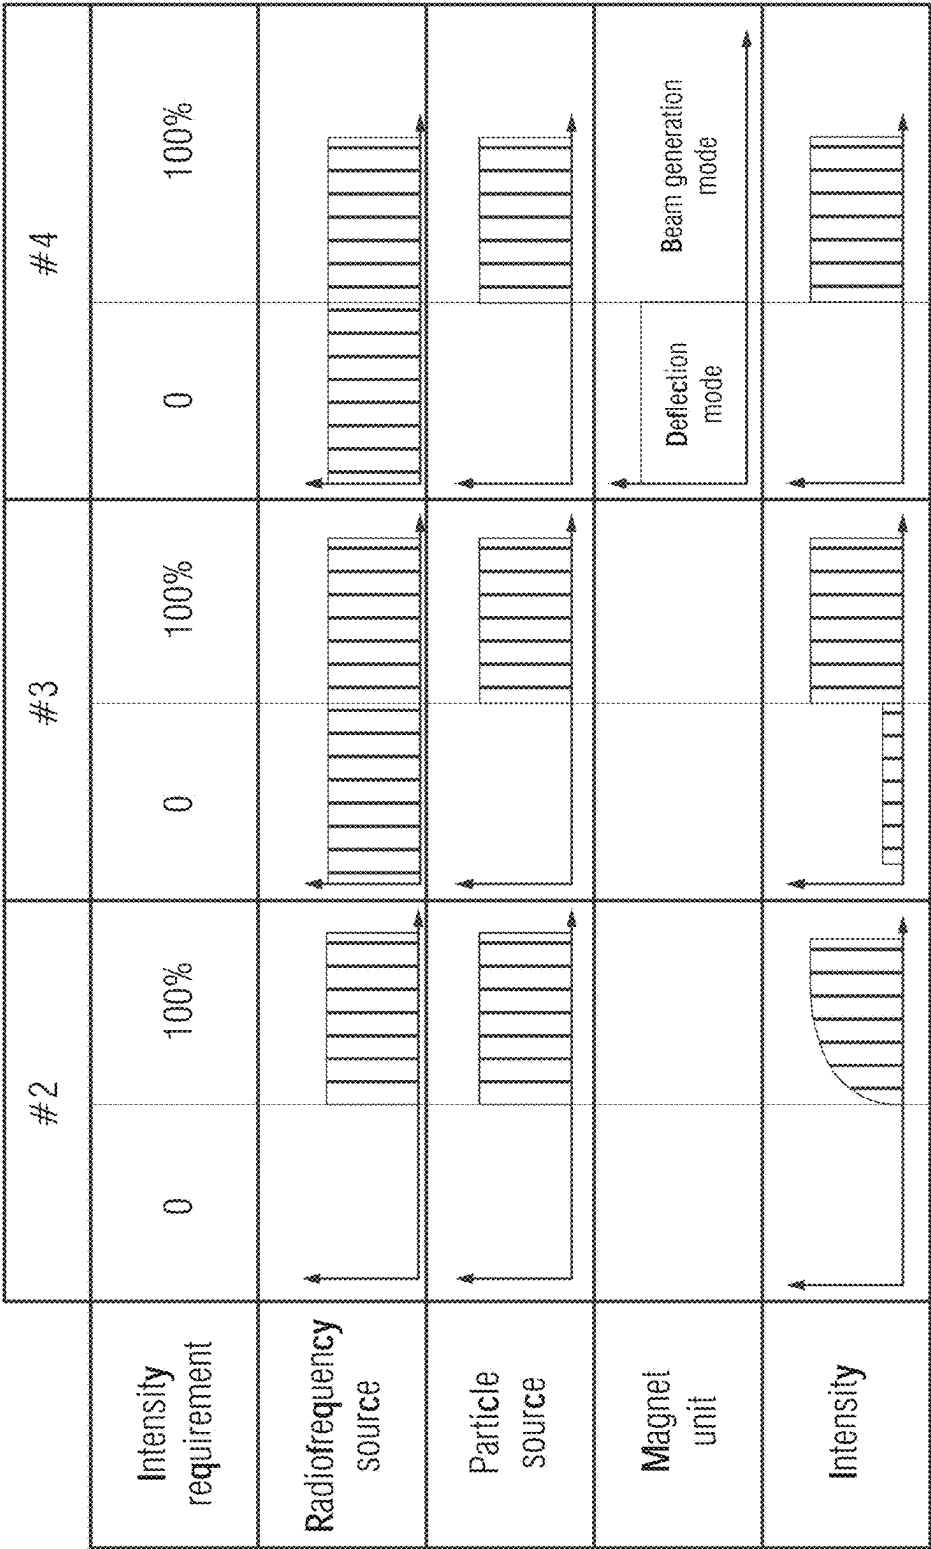 #2
#3
#4
Intensity
requirement
0
100%
0
100%
0
100%
Radiofrequency
source
Particle
source
Magnet
unit
Deflection
mode
Beam generation
mode
Intensity